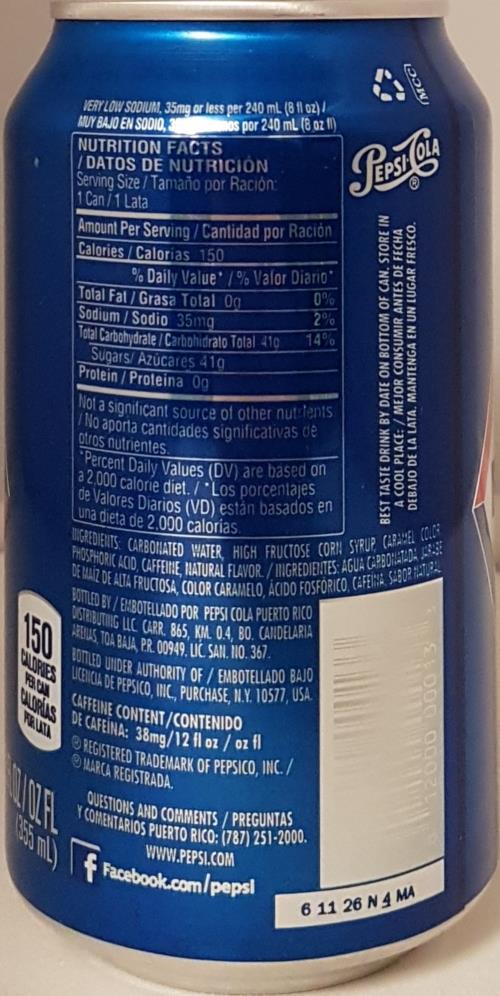 VERY LOW SODIUM, 35mg or less per 240 mL (8 fl oz) /
MUY BAJO EN SODIO, por 240 mL (8 oz fl)
MCC
PEPSI-COLA
®
NUTRITION FACTS
/ DATOS DE NUTRICIÓN
Serving Size / Tamaño por Ración:
1 Can / 1 Lata
Amount Per Serving / Cantidad por Ración
Calories / Calorías 150
% Daily Value* / % Valor Diario*
Total Fat / Grasa Total 0g 0%
Sodium / Sodio 35mg 2%
Total Carbohydrate / Carbohidrato Total 41g 14%
Sugars/ Azúcares 41g
Protein / Proteína 0g
Not a significant source of other nutrients
/ No aporta cantidades significativas de
otros nutrientes.
*Percent Daily Values (DV) are based on
a 2,000 calorie diet. / *Los porcentajes
de Valores Diarios (VD) están basados en
una dieta de 2,000 calorías.
BEST TASTE DRINK BY DATE ON BOTTOM OF CAN. STORE IN
A COOL PLACE: / MEJOR CONSUMIR ANTES DE FECHA
DEBAJO DE LA LATA. MANTENGA EN UN LUGAR FRESCO.
INGREDIENTS: CARBONATED WATER, HIGH FRUCTOSE CORN SYRUP, CARAMEL COLOR,
PHOSPHORIC ACID, CAFFEINE, NATURAL FLAVOR. / INGREDIENTES: AGUA CARBONATADA, JARABE
DE MAÍZ DE ALTA FRUCTOSA, COLOR CARAMELO, ÁCIDO FOSFÓRICO, CAFEÍNA, SABOR NATURAL.
BOTTLED BY / EMBOTELLADO POR PEPSI COLA PUERTO RICO
DISTRIBUTING LLC. CARR. 865, KM. 0.4, BO. CANDELARIA
ARENAS, TOA BAJA, P.R. 00949. LIC. SAN. NO. 367.
BOTTLED UNDER AUTHORITY OF / EMBOTELLADO BAJO
LICENCIA DE PEPSICO, INC., PURCHASE, N.Y. 10577, USA.
CAFFEINE CONTENT/CONTENIDO
DE CAFEÍNA: 38mg/12 fl oz / oz fl
® REGISTERED TRADEMARK OF PEPSICO, INC. /
® MARCA REGISTRADA.
QUESTIONS AND COMMENTS / PREGUNTAS
Y COMENTARIOS PUERTO RICO: (787) 251-2000.
WWW.PEPSI.COM
f Facebook.com/pepsi
150
CALORIES
PER CAN
CALORÍAS
POR LATA
OZ / OZ FL
(355 mL)
6 11 26 N 4 MA